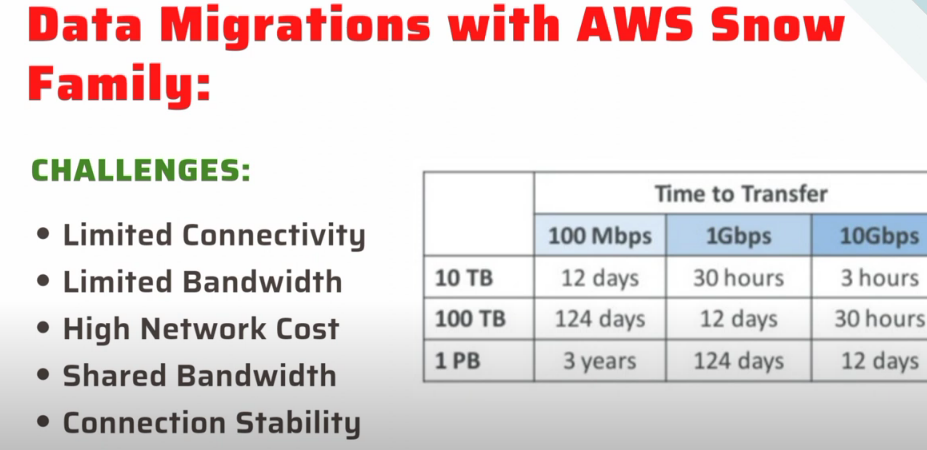 Data Migrations with AWS Snow
Family:
CHALLENGES:
• Limited Connectivity
• Limited Bandwidth
• High Network Cost
• Shared Bandwidth
• Connection Stability
Time to Transfer
100 Mbps 1Gbps 10Gbps
10 TB 12 days 30 hours 3 hours
100 TB 124 days 12 days 30 hours
1 PB 3 years 124 days 12 days